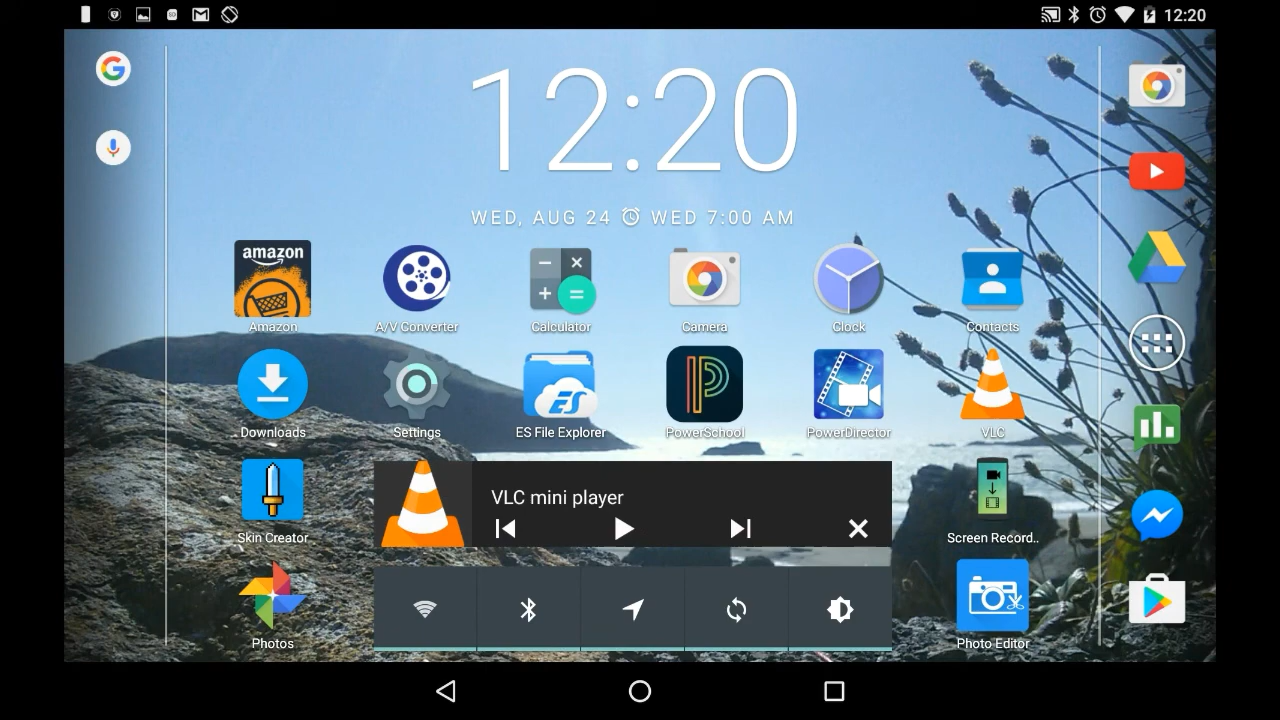 12:20
12:20
WED, AUG 24 WED 7:00 AM
amazon
Amazon
A/V Converter
Calculator
Camera
Clock
Contacts
ES
Downloads
Settings
ES File Explorer
PowerSchool
PowerDirector
VLC
VLC mini player
Skin Creator
Screen Record..
Photos
Photo Editor